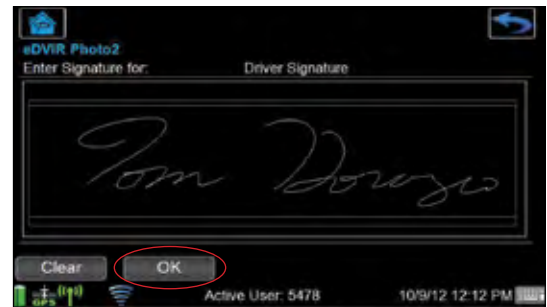 eDVIR Photo2
Enter Signature for: Driver Signature
Tom Dorazio
Clear OK
GPS Active User: 5478 10/9/12 12:12 PM